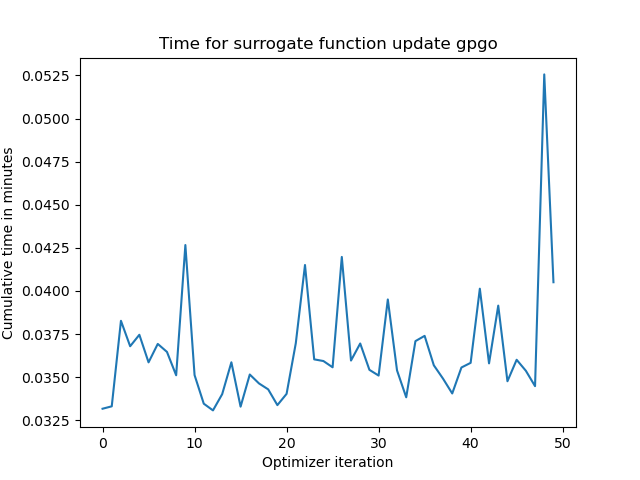 Time for surrogate function update gpgo
Cumulative time in minutes
0.0525
0.0500
0.0475
0.0450
0.0425
0.0400
0.0375
0.0350
0.0325
0 10 20 30 40 50
Optimizer iteration